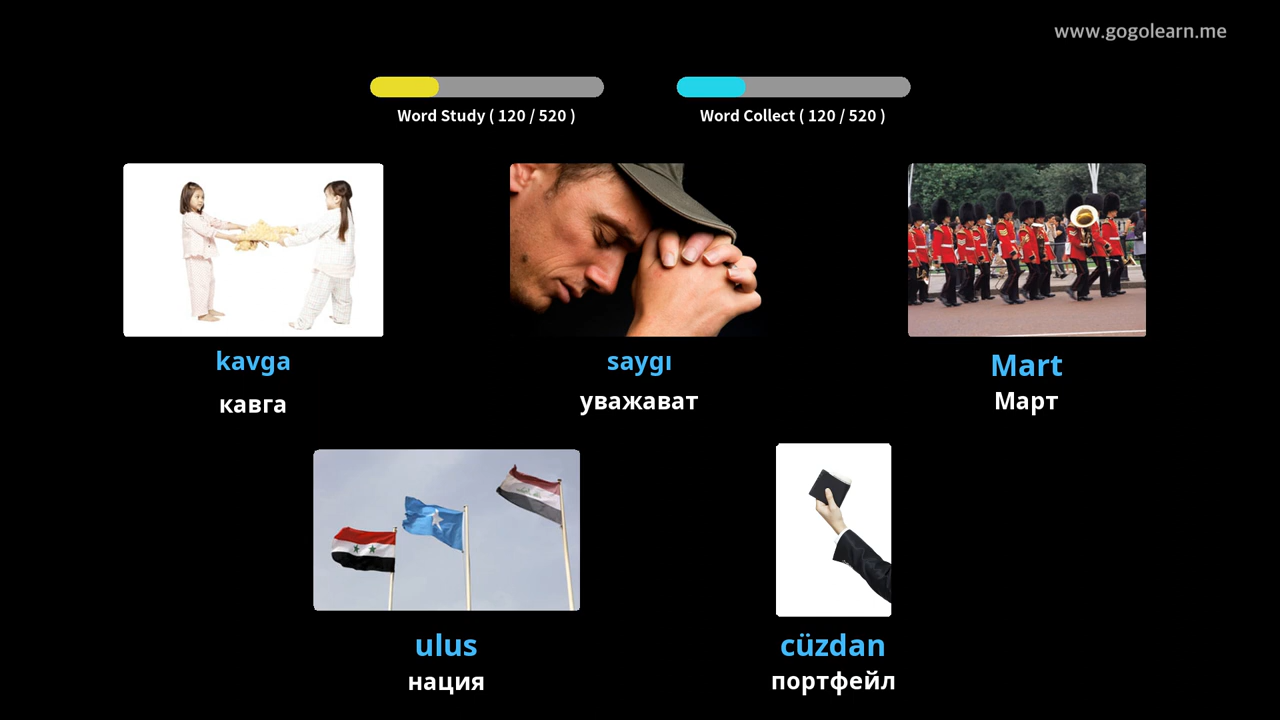 www.gogolearn.me
Word Study ( 120 / 520 )
Word Collect ( 120 / 520 )
kavga
saygı
Mart
кавга
уважават
Март
ulus
cüzdan
нация
портфейл